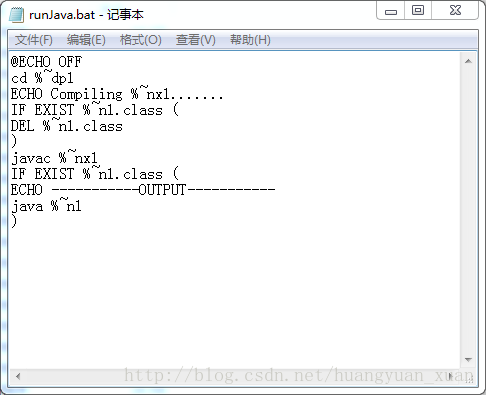 runJava.bat - 记事本
文件(F) 编辑(E) 格式(O) 查看(V) 帮助(H)
@ECHO OFF
cd %~dp1
ECHO Compiling %~nx1.......
IF EXIST %~n1.class (
DEL %~n1.class
)
javac %~nx1
IF EXIST %~n1.class (
ECHO -----------OUTPUT-----------
java %~n1
)
http://blog.csdn.net/huangyuan_xuan